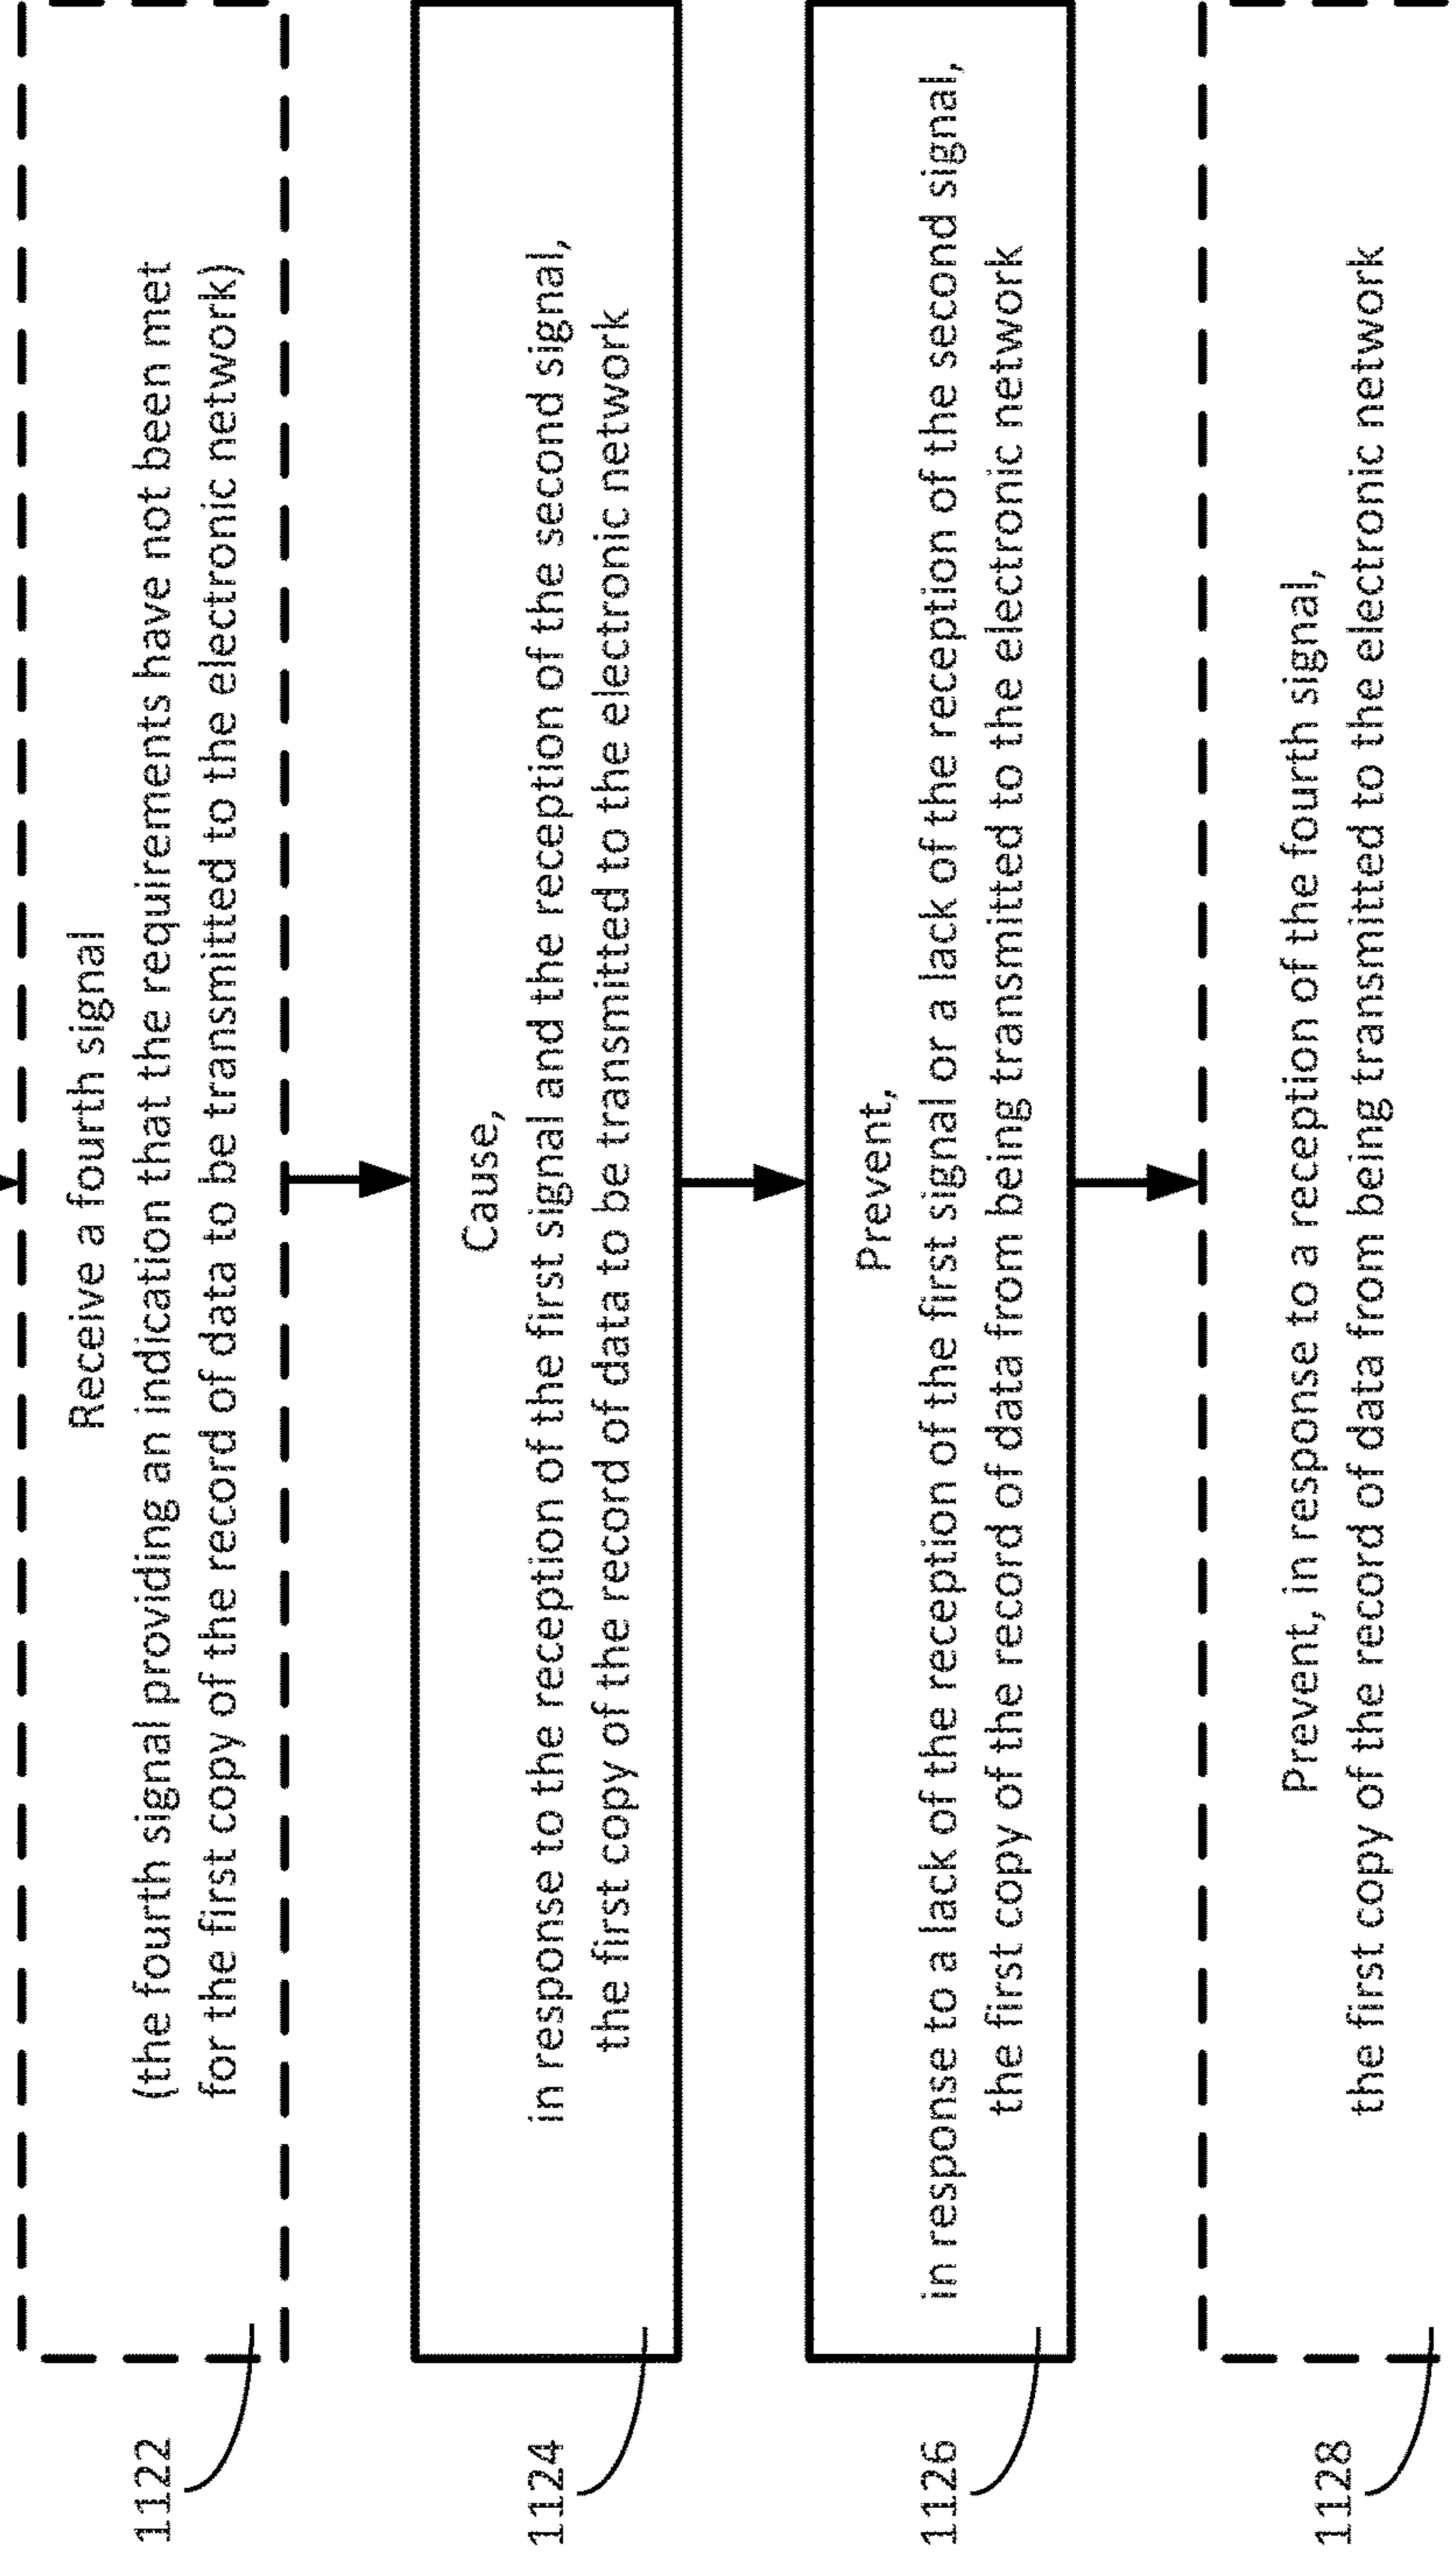 1122
Receive a fourth signal
(the fourth signal providing an indication that the requirements have not been met
for the first copy of the record of data to be transmitted to the electronic network)
1124
Cause,
in response to the reception of the first signal and the reception of the second signal,
the first copy of the record of data to be transmitted to the electronic network
1126
Prevent,
in response to a lack of the reception of the first signal or a lack of the reception of the second signal,
the first copy of the record of data from being transmitted to the electronic network
1128
Prevent, in response to a reception of the fourth signal,
the first copy of the record of data from being transmitted to the electronic network